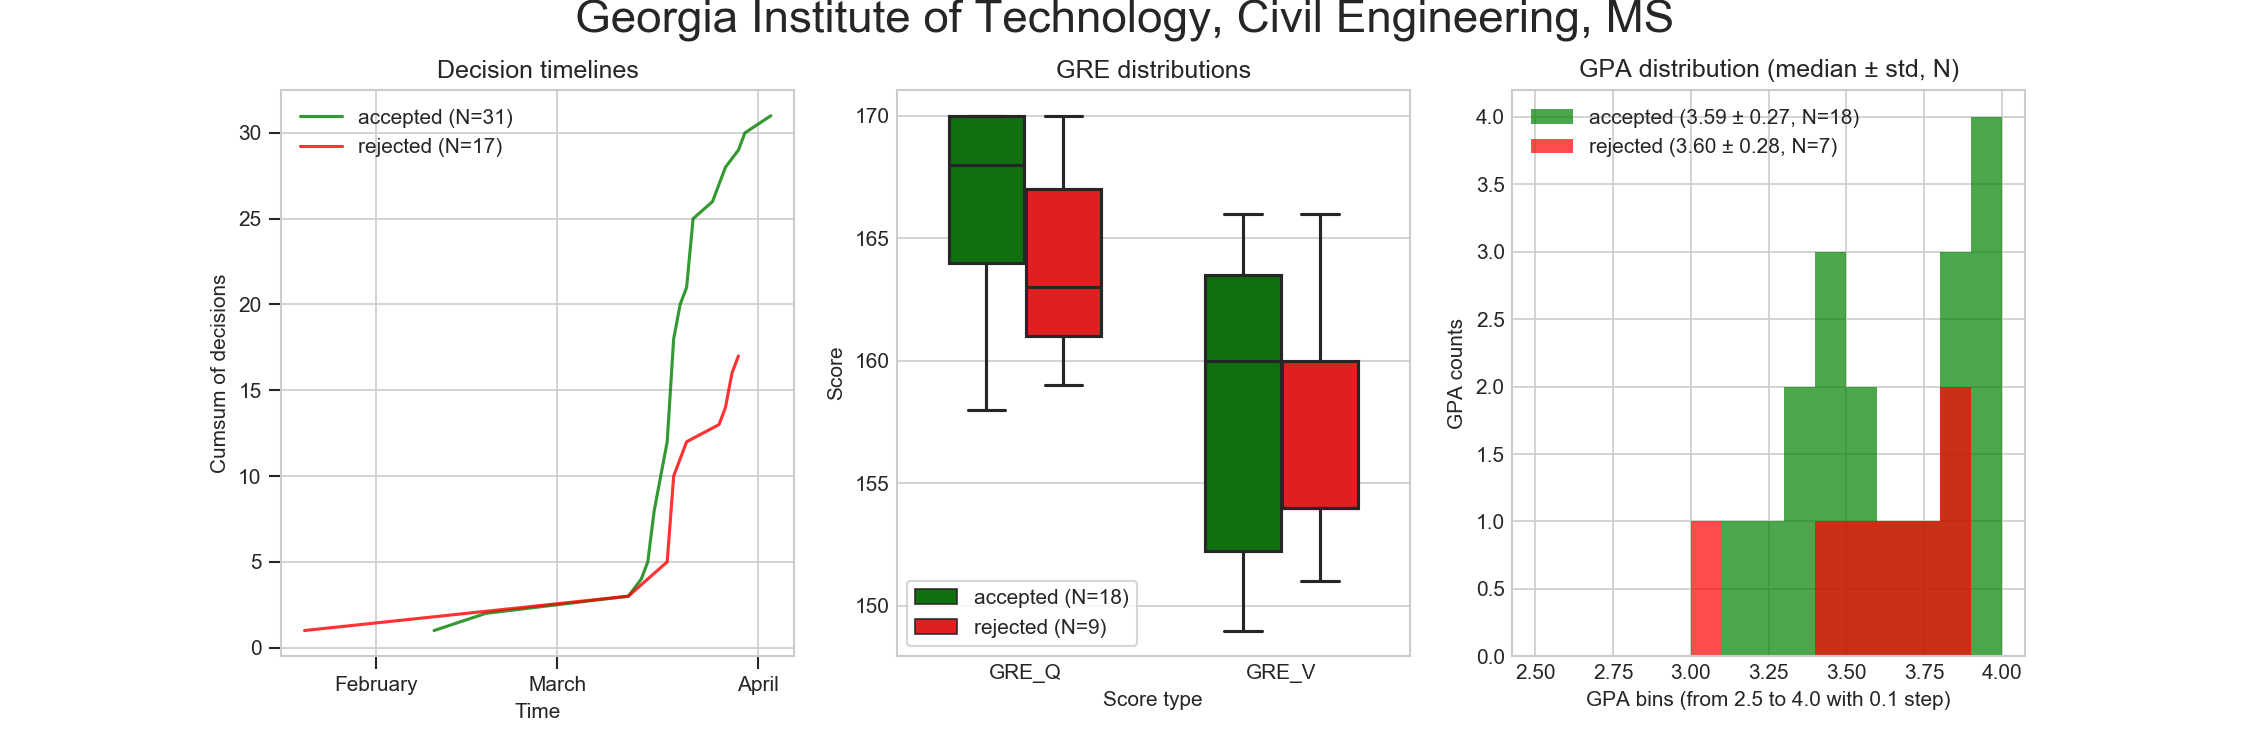 Georgia Institute of Technology, Civil Engineering, MS
Decision timelines
accepted (N=31)
rejected (N=17)
30
25
20
15
10
5
0
Cumsum of decisions
February March April
Time
GRE distributions
170
165
160
155
150
Score
accepted (N=18)
rejected (N=9)
GRE_Q GRE_V
Score type
GPA distribution (median ± std, N)
accepted (3.59 ± 0.27, N=18)
rejected (3.60 ± 0.28, N=7)
4.0
3.5
3.0
2.5
2.0
1.5
1.0
0.5
0.0
GPA counts
2.50 2.75 3.00 3.25 3.50 3.75 4.00
GPA bins (from 2.5 to 4.0 with 0.1 step)